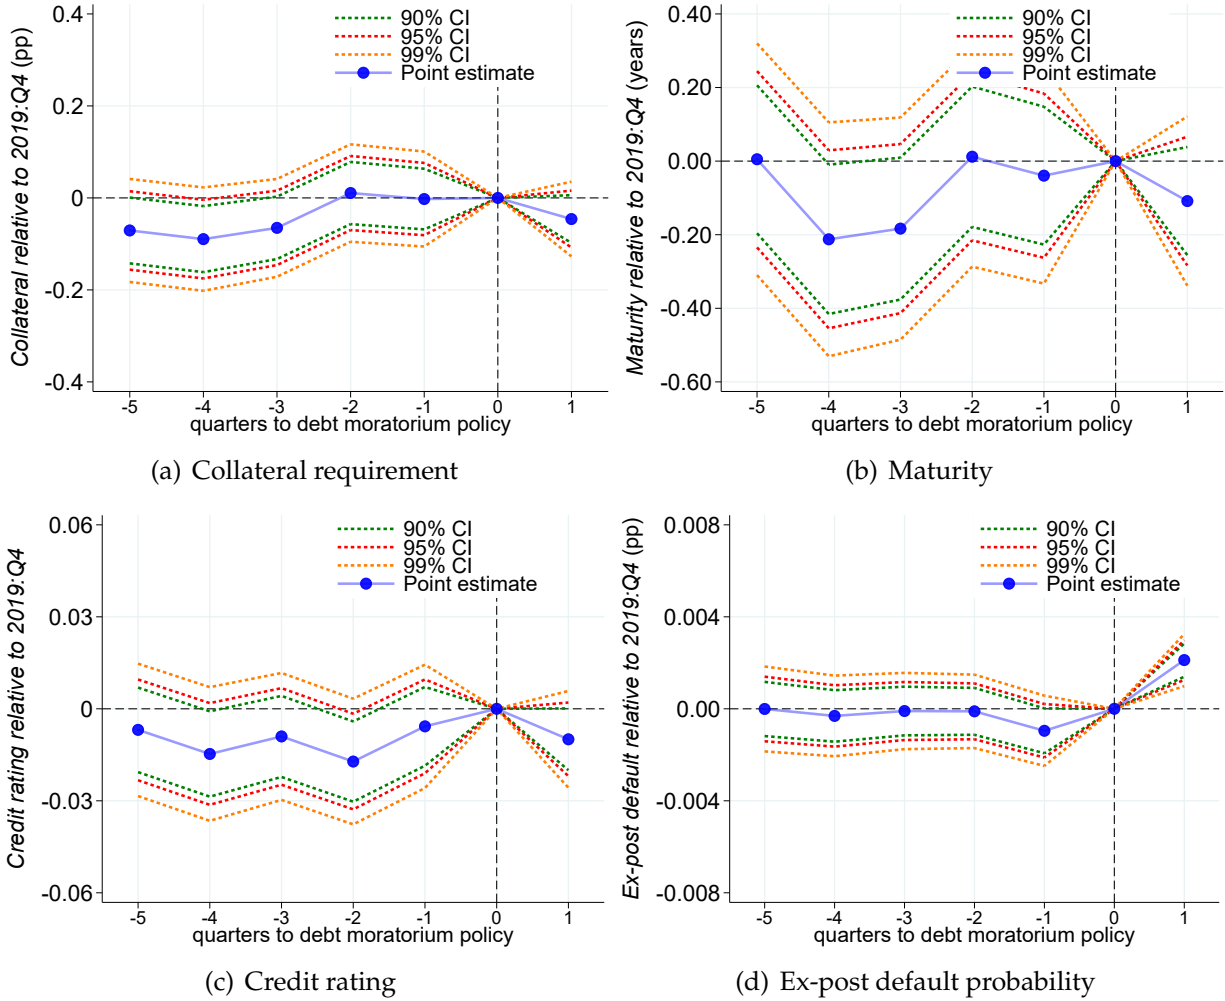 0.4
0.2
0
-0.2
-0.4
Collateral relative to 2019:Q4 (pp)
90% CI
95% CI
99% CI
Point estimate
-5 -4 -3 -2 -1 0 1
quarters to debt moratorium policy
(a) Collateral requirement
0.40
0.20
0.00
-0.20
-0.40
-0.60
Maturity relative to 2019:Q4 (years)
90% CI
95% CI
99% CI
Point estimate
-5 -4 -3 -2 -1 0 1
quarters to debt moratorium policy
(b) Maturity
0.06
0.03
0
-0.03
-0.06
Credit rating relative to 2019:Q4
90% CI
95% CI
99% CI
Point estimate
-5 -4 -3 -2 -1 0 1
quarters to debt moratorium policy
(c) Credit rating
0.008
0.004
0.00
-0.004
-0.008
Ex-post default relative to 2019:Q4 (pp)
90% CI
95% CI
99% CI
Point estimate
-5 -4 -3 -2 -1 0 1
quarters to debt moratorium policy
(d) Ex-post default probability